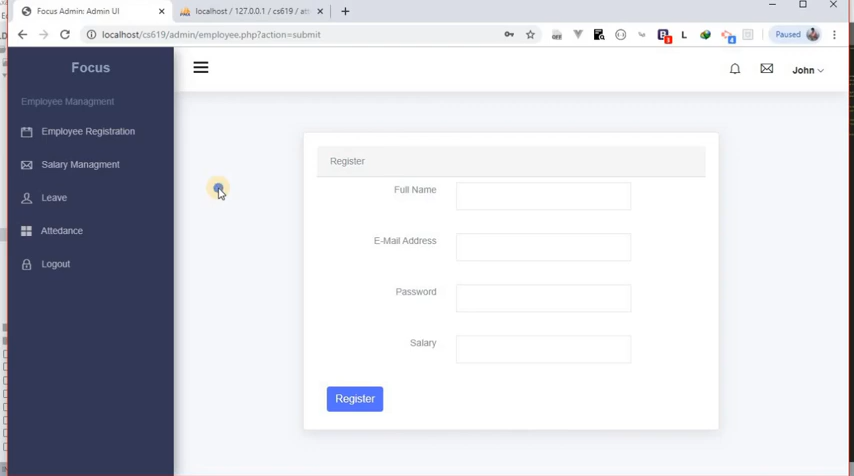 Focus Admin: Admin UI
localhost / 127.0.0.1 / cs619 / att
localhost/cs619/admin/employee.php?action=submit
Paused
Focus
John
Employee Managment
Employee Registration
Salary Managment
Leave
Attedance
Logout
Register
Full Name
E-Mail Address
Password
Salary
Register